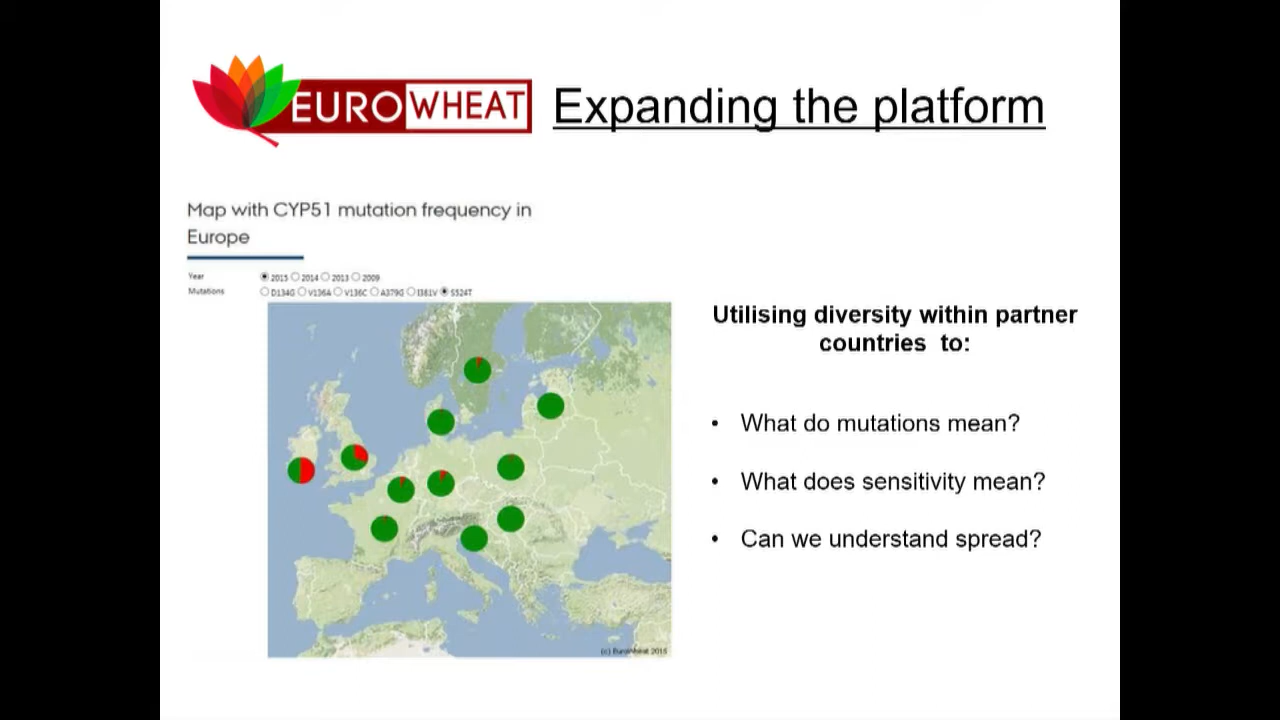 EUROWHEAT Expanding the platform
Map with CYP51 mutation frequency in
Europe
Year 2015 2014 2013 2009
Mutations D134G V136A V136C A379G I381V S524T
Utilising diversity within partner
countries to:
• What do mutations mean?
• What does sensitivity mean?
• Can we understand spread?
(c) EuroWheat 2015